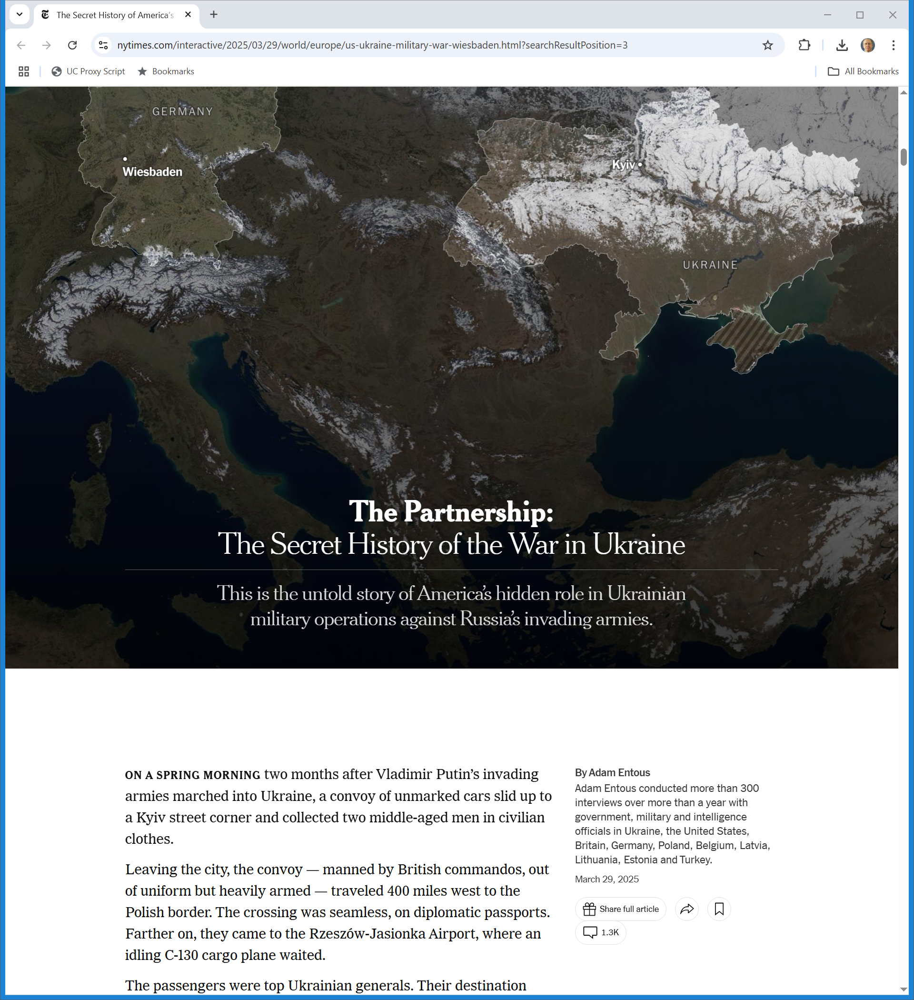 The Secret History of America's
nytimes.com/interactive/2025/03/29/world/europe/us-ukraine-military-war-wiesbaden.html?searchResultPosition=3
UC Proxy Script
Bookmarks
All Bookmarks
GERMANY
Wiesbaden
Kyiv
UKRAINE
The Partnership:
The Secret History of the War in Ukraine
This is the untold story of America's hidden role in Ukrainian
military operations against Russia's invading armies.
ON A SPRING MORNING two months after Vladimir Putin's invading
armies marched into Ukraine, a convoy of unmarked cars slid up to
a Kyiv street corner and collected two middle-aged men in civilian
clothes.
Leaving the city, the convoy — manned by British commandos, out
of uniform but heavily armed — traveled 400 miles west to the
Polish border. The crossing was seamless, on diplomatic passports.
Farther on, they came to the Rzeszów-Jasionka Airport, where an
idling C-130 cargo plane waited.
The passengers were top Ukrainian generals. Their destination
By Adam Entous
Adam Entous conducted more than 300
interviews over more than a year with
government, military and intelligence
officials in Ukraine, the United States,
Britain, Germany, Poland, Belgium, Latvia,
Lithuania, Estonia and Turkey.
March 29, 2025
Share full article
1.3K